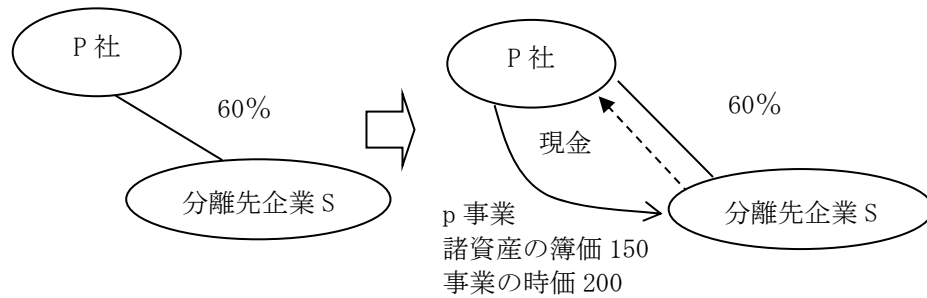 P 社
60%
分離先企業 S
P 社
60%
現金
分離先企業 S
p 事業
諸資産の簿価 150
事業の時価 200